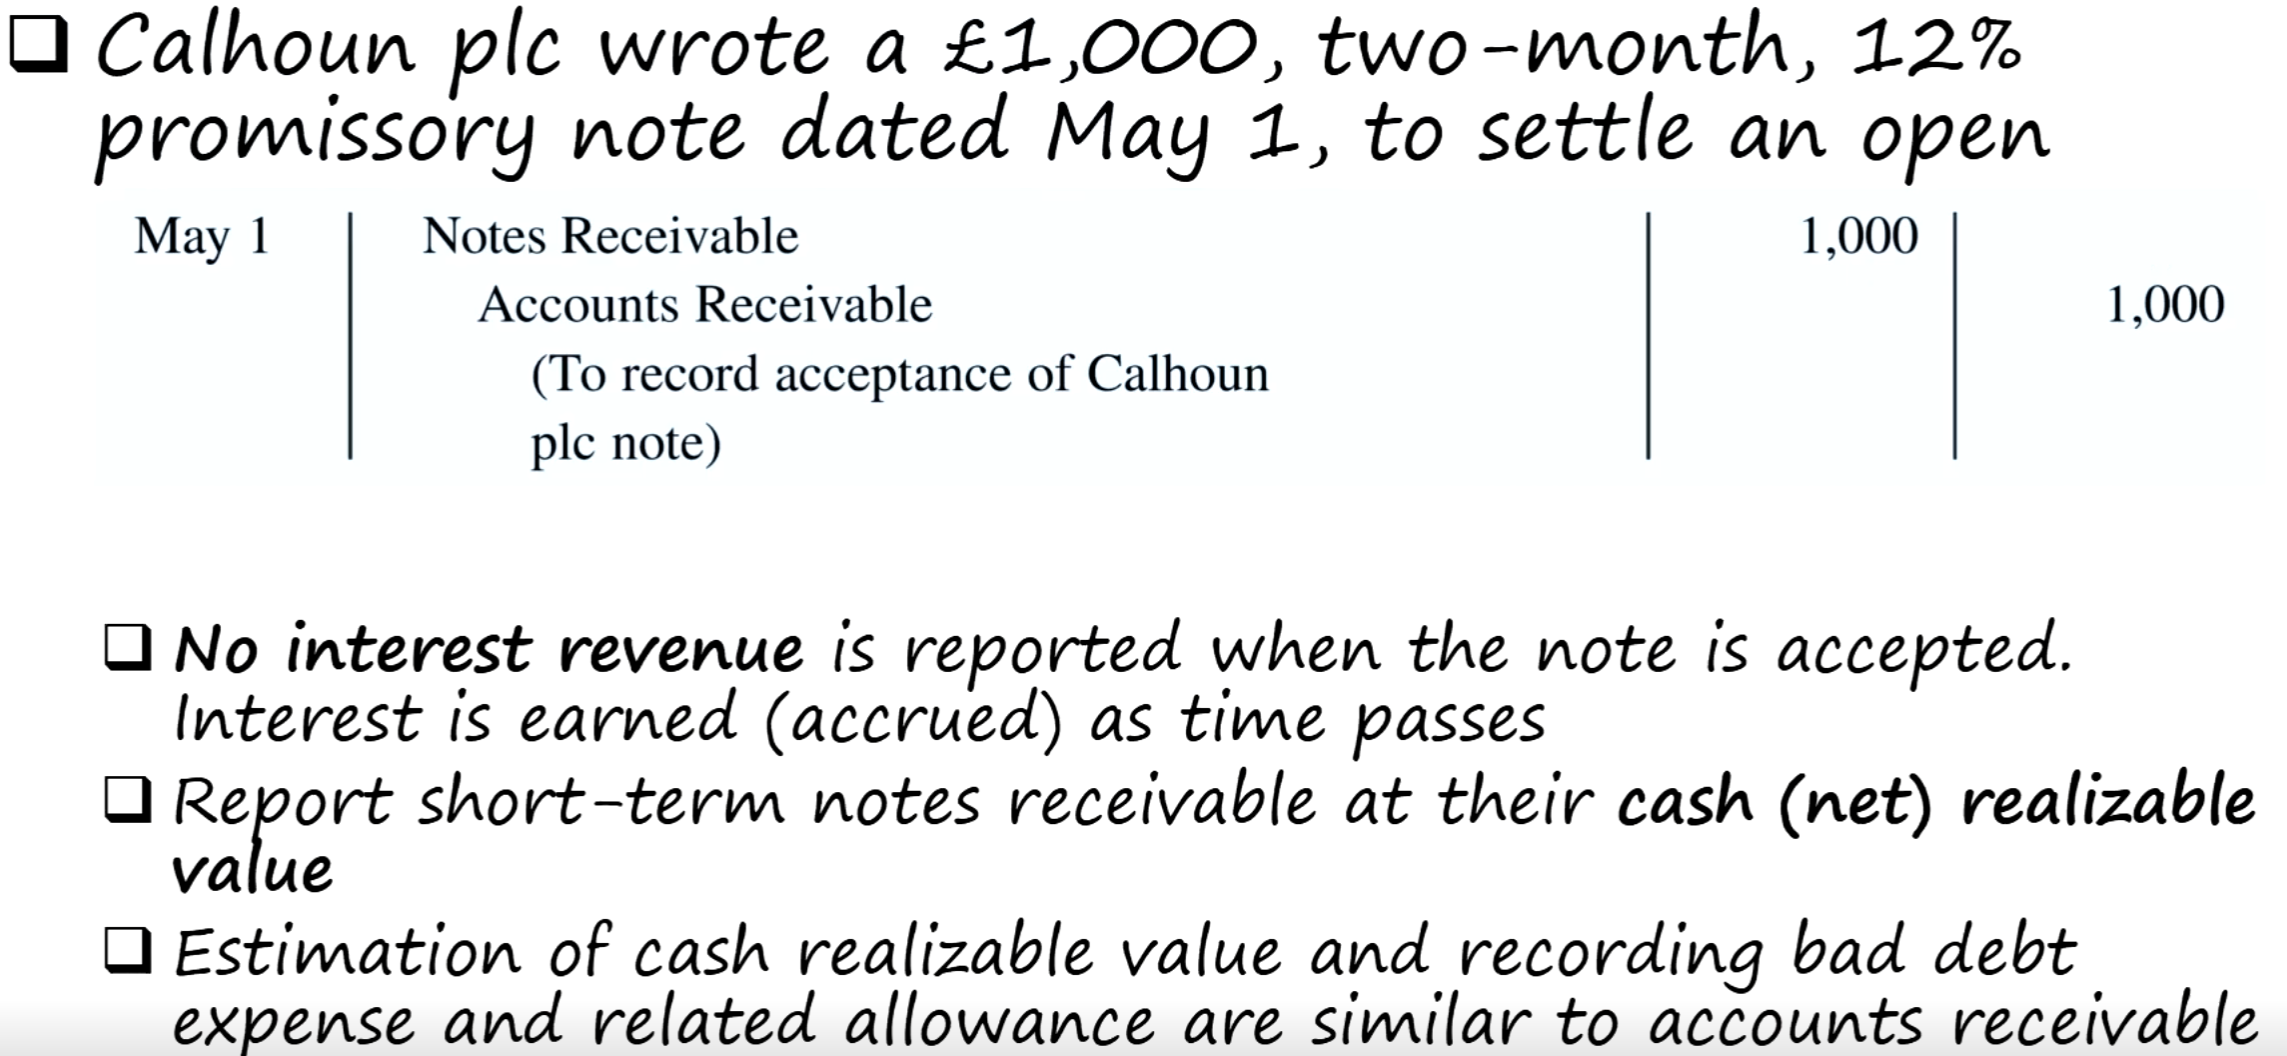 Calhoun plc wrote a £1,000, two-month, 12%
promissory note dated May 1, to settle an open
May 1 Notes Receivable 1,000
Accounts Receivable 1,000
(To record acceptance of Calhoun
plc note)
No interest revenue is reported when the note is accepted.
Interest is earned (accrued) as time passes
Report short-term notes receivable at their cash (net) realizable
value
Estimation of cash realizable value and recording bad debt
expense and related allowance are similar to accounts receivable